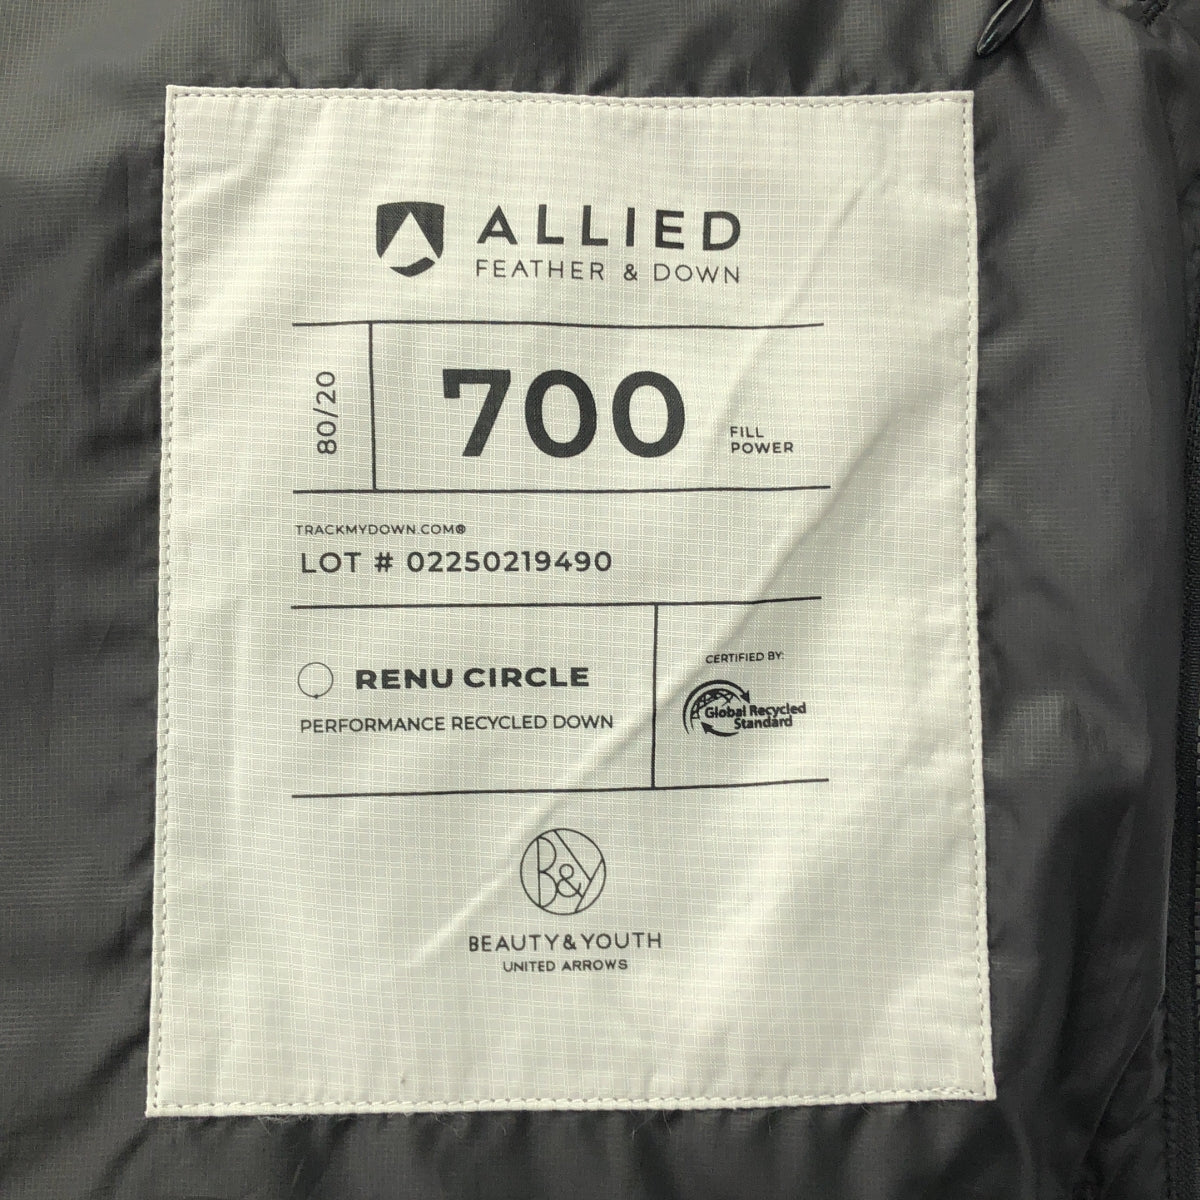 ALLIED
FEATHER & DOWN
80/20
700
FILL
POWER
TRACKMYDOWN.COM®
LOT # 02250219490
RENU CIRCLE
PERFORMANCE RECYCLED DOWN
CERTIFIED BY:
Global Recycled
Standard
B&Y
BEAUTY&YOUTH
UNITED ARROWS